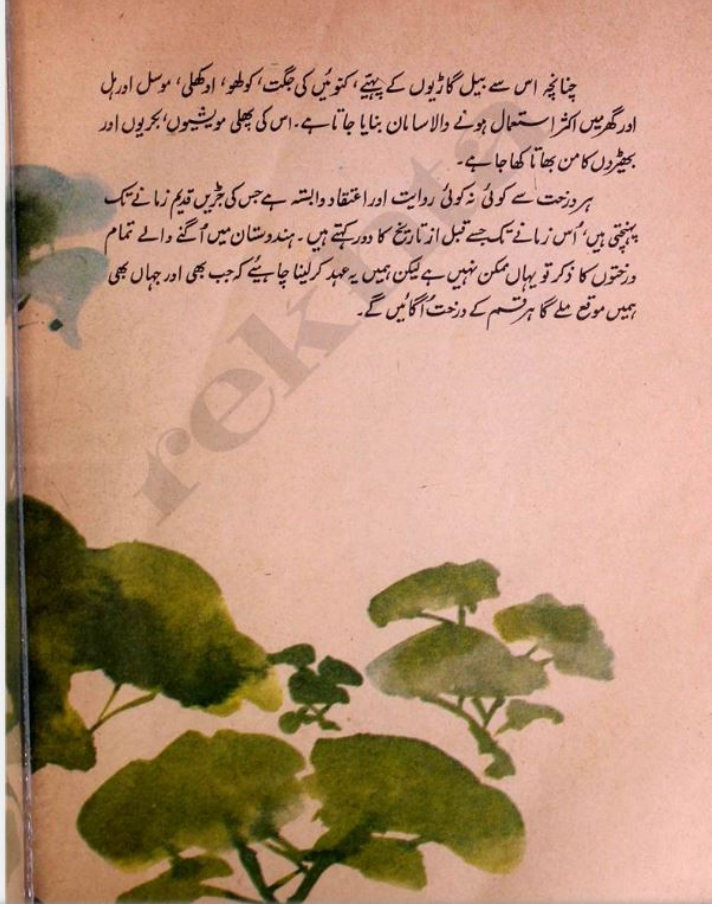 چنانچہ اس سے بیل گاڑیوں کے پہیّے، کنویٔں کی جگت، کولھو، اوکھلی، موسل اور ہل
اور گھر میں اکثر استعمال ہونے والا سامان بنایا جاتا ہے۔ اس کی پھلی مویشیوں، بکریوں اور
بھیڑوں کا من بھاتا کھاجا ہے۔
ہر درخت سے کوئی نہ کوئی روایت اور اعتقاد وابستہ ہے جس کی جڑیں قدیم زمانے تک
پہنچتی ہیں، اُس زمانے تک جسے قبل از تاریخ کا دور کہتے ہیں۔ ہندوستان میں اُگنے والے تمام
درختوں کا ذکر تو یہاں ممکن نہیں ہے لیکن ہمیں یہ عہد کر لینا چاہیئے کہ جب بھی اور جہاں بھی
ہمیں موقع ملے گا ہر قسم کے درخت اُگائیں گے۔
rekhta